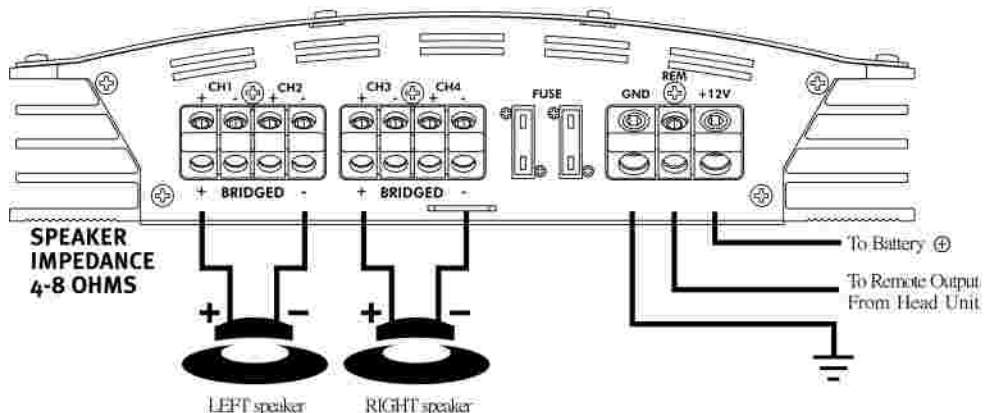 CH1 CH2 CH3 CH4 FUSE GND REM +12V
+ - + - + - + -
+ BRIDGED - + BRIDGED -
SPEAKER
IMPEDANCE
4-8 OHMS
To Battery ⊕
To Remote Output
From Head Unit
+ − + −
LEFT speaker RIGHT speaker